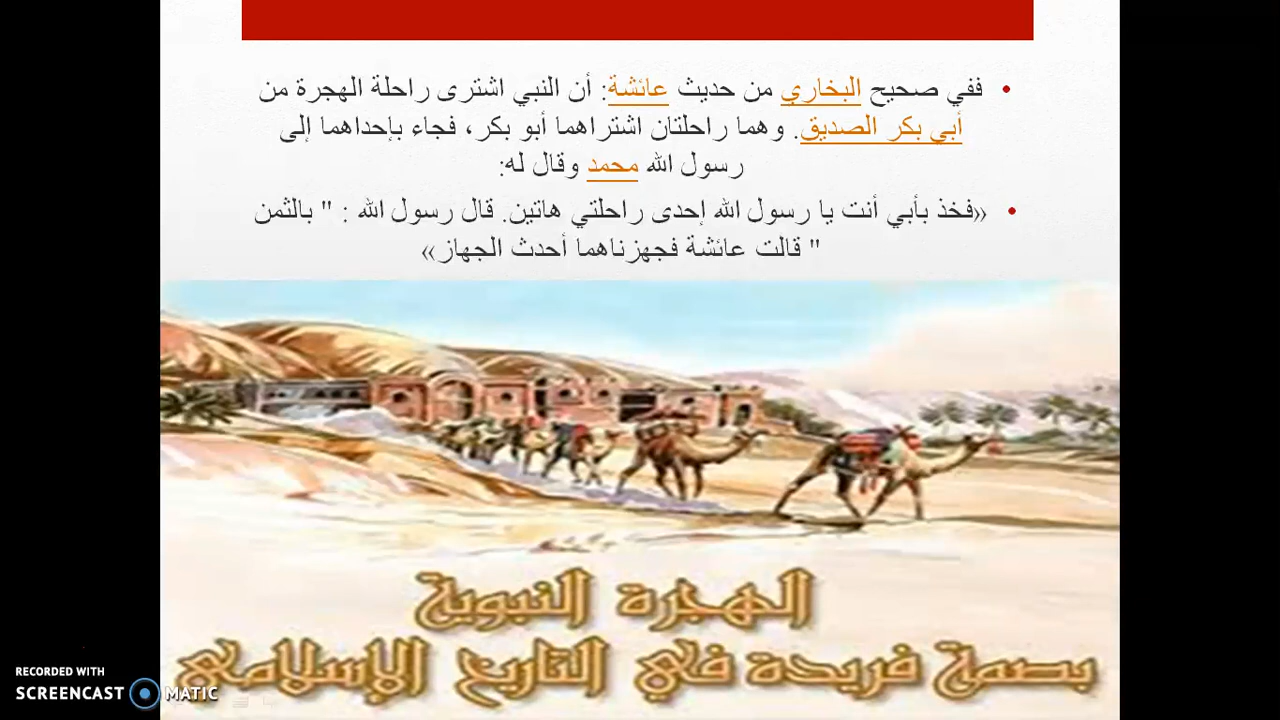 ففي صحيح البخاري من حديث عائشة: أن النبي اشترى راحلة الهجرة من
أبي بكر الصديق. وهما راحلتان اشتراهما أبو بكر، فجاء بإحداهما إلى
رسول الله محمد وقال له:
«فخذ بأبي أنت يا رسول الله إحدى راحلتي هاتين. قال رسول الله : " بالثمن
" قالت عائشة فجهزناهما أحدث الجهاز»
الهجرة النبوية
بصمة فريدة في التاريخ الإسلامي
RECORDED WITH
SCREENCAST MATIC